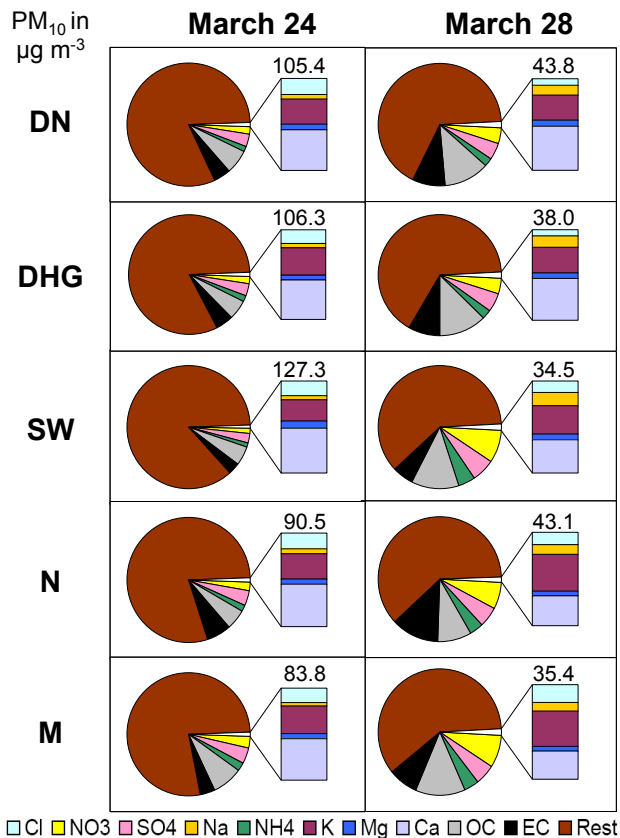 PM₁₀ in
µg m⁻³
March 24 March 28
DN 105.4 43.8
DHG 106.3 38.0
SW 127.3 34.5
N 90.5 43.1
M 83.8 35.4
Cl NO3 SO4 Na NH4 K Mg Ca OC EC Rest